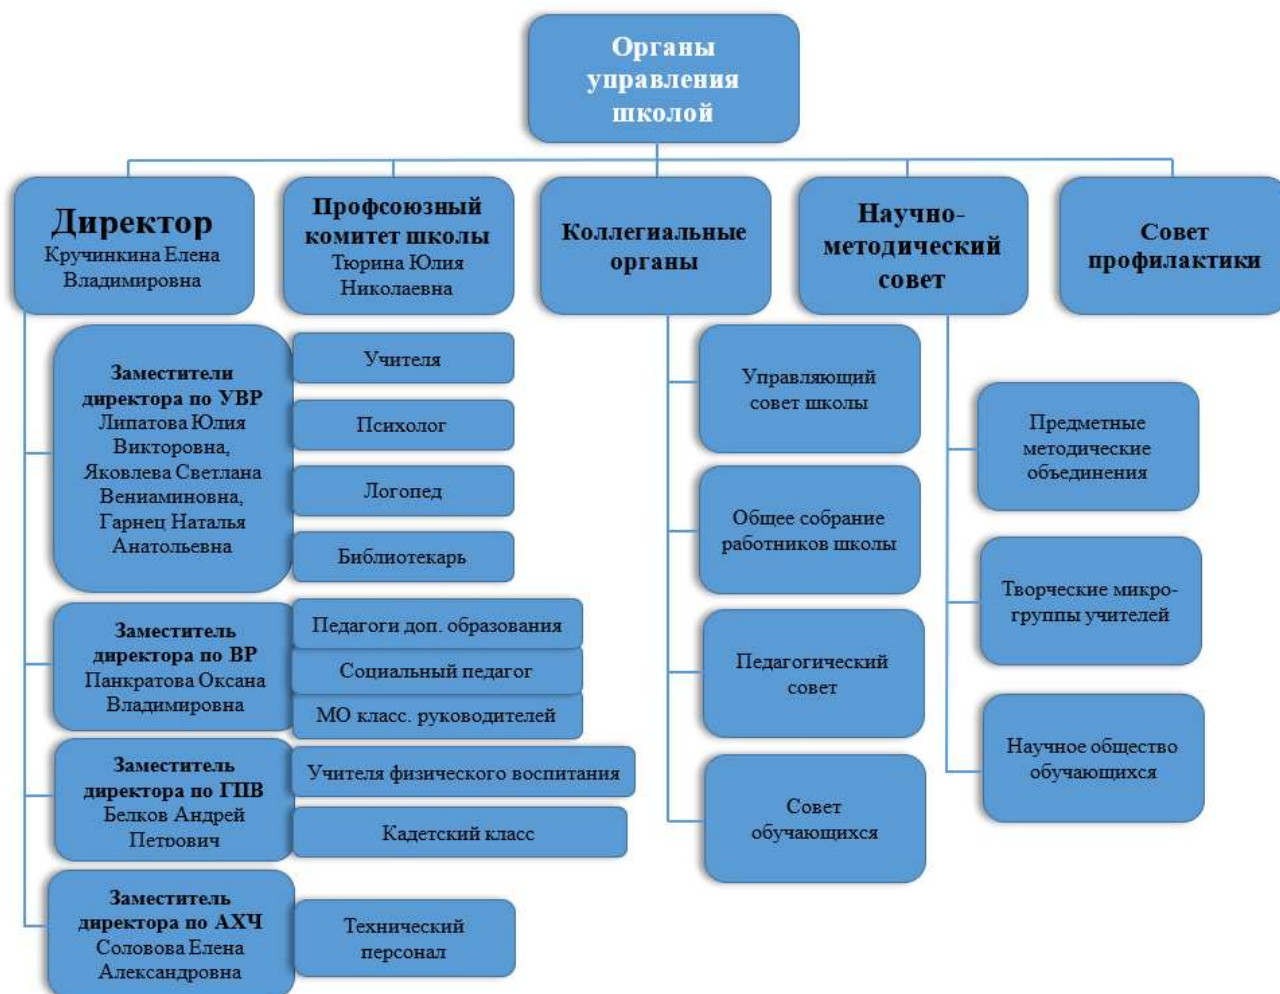 Органы
управления
школой
Директор
Кручинкина Елена
Владимировна
Профсоюзный
комитет школы
Тюрина Юлия
Николаевна
Коллегиальные
органы
Научно-
методический
совет
Совет
профилактики
Заместители
директора по УВР
Липатова Юлия
Викторовна,
Яковлева Светлана
Вениаминовна,
Гарнец Наталья
Анатольевна
Учителя
Психолог
Логопед
Библиотекарь
Заместитель
директора по ВР
Панкратова Оксана
Владимировна
Педагоги доп. образования
Социальный педагог
МО класс. руководителей
Заместитель
директора по ГПВ
Белков Андрей
Петрович
Учителя физического воспитания
Кадетский класс
Заместитель
директора по АХЧ
Соловова Елена
Александровна
Технический
персонал
Управляющий
совет школы
Общее собрание
работников школы
Педагогический
совет
Совет
обучающихся
Предметные
методические
объединения
Творческие микро-
группы учителей
Научное общество
обучающихся